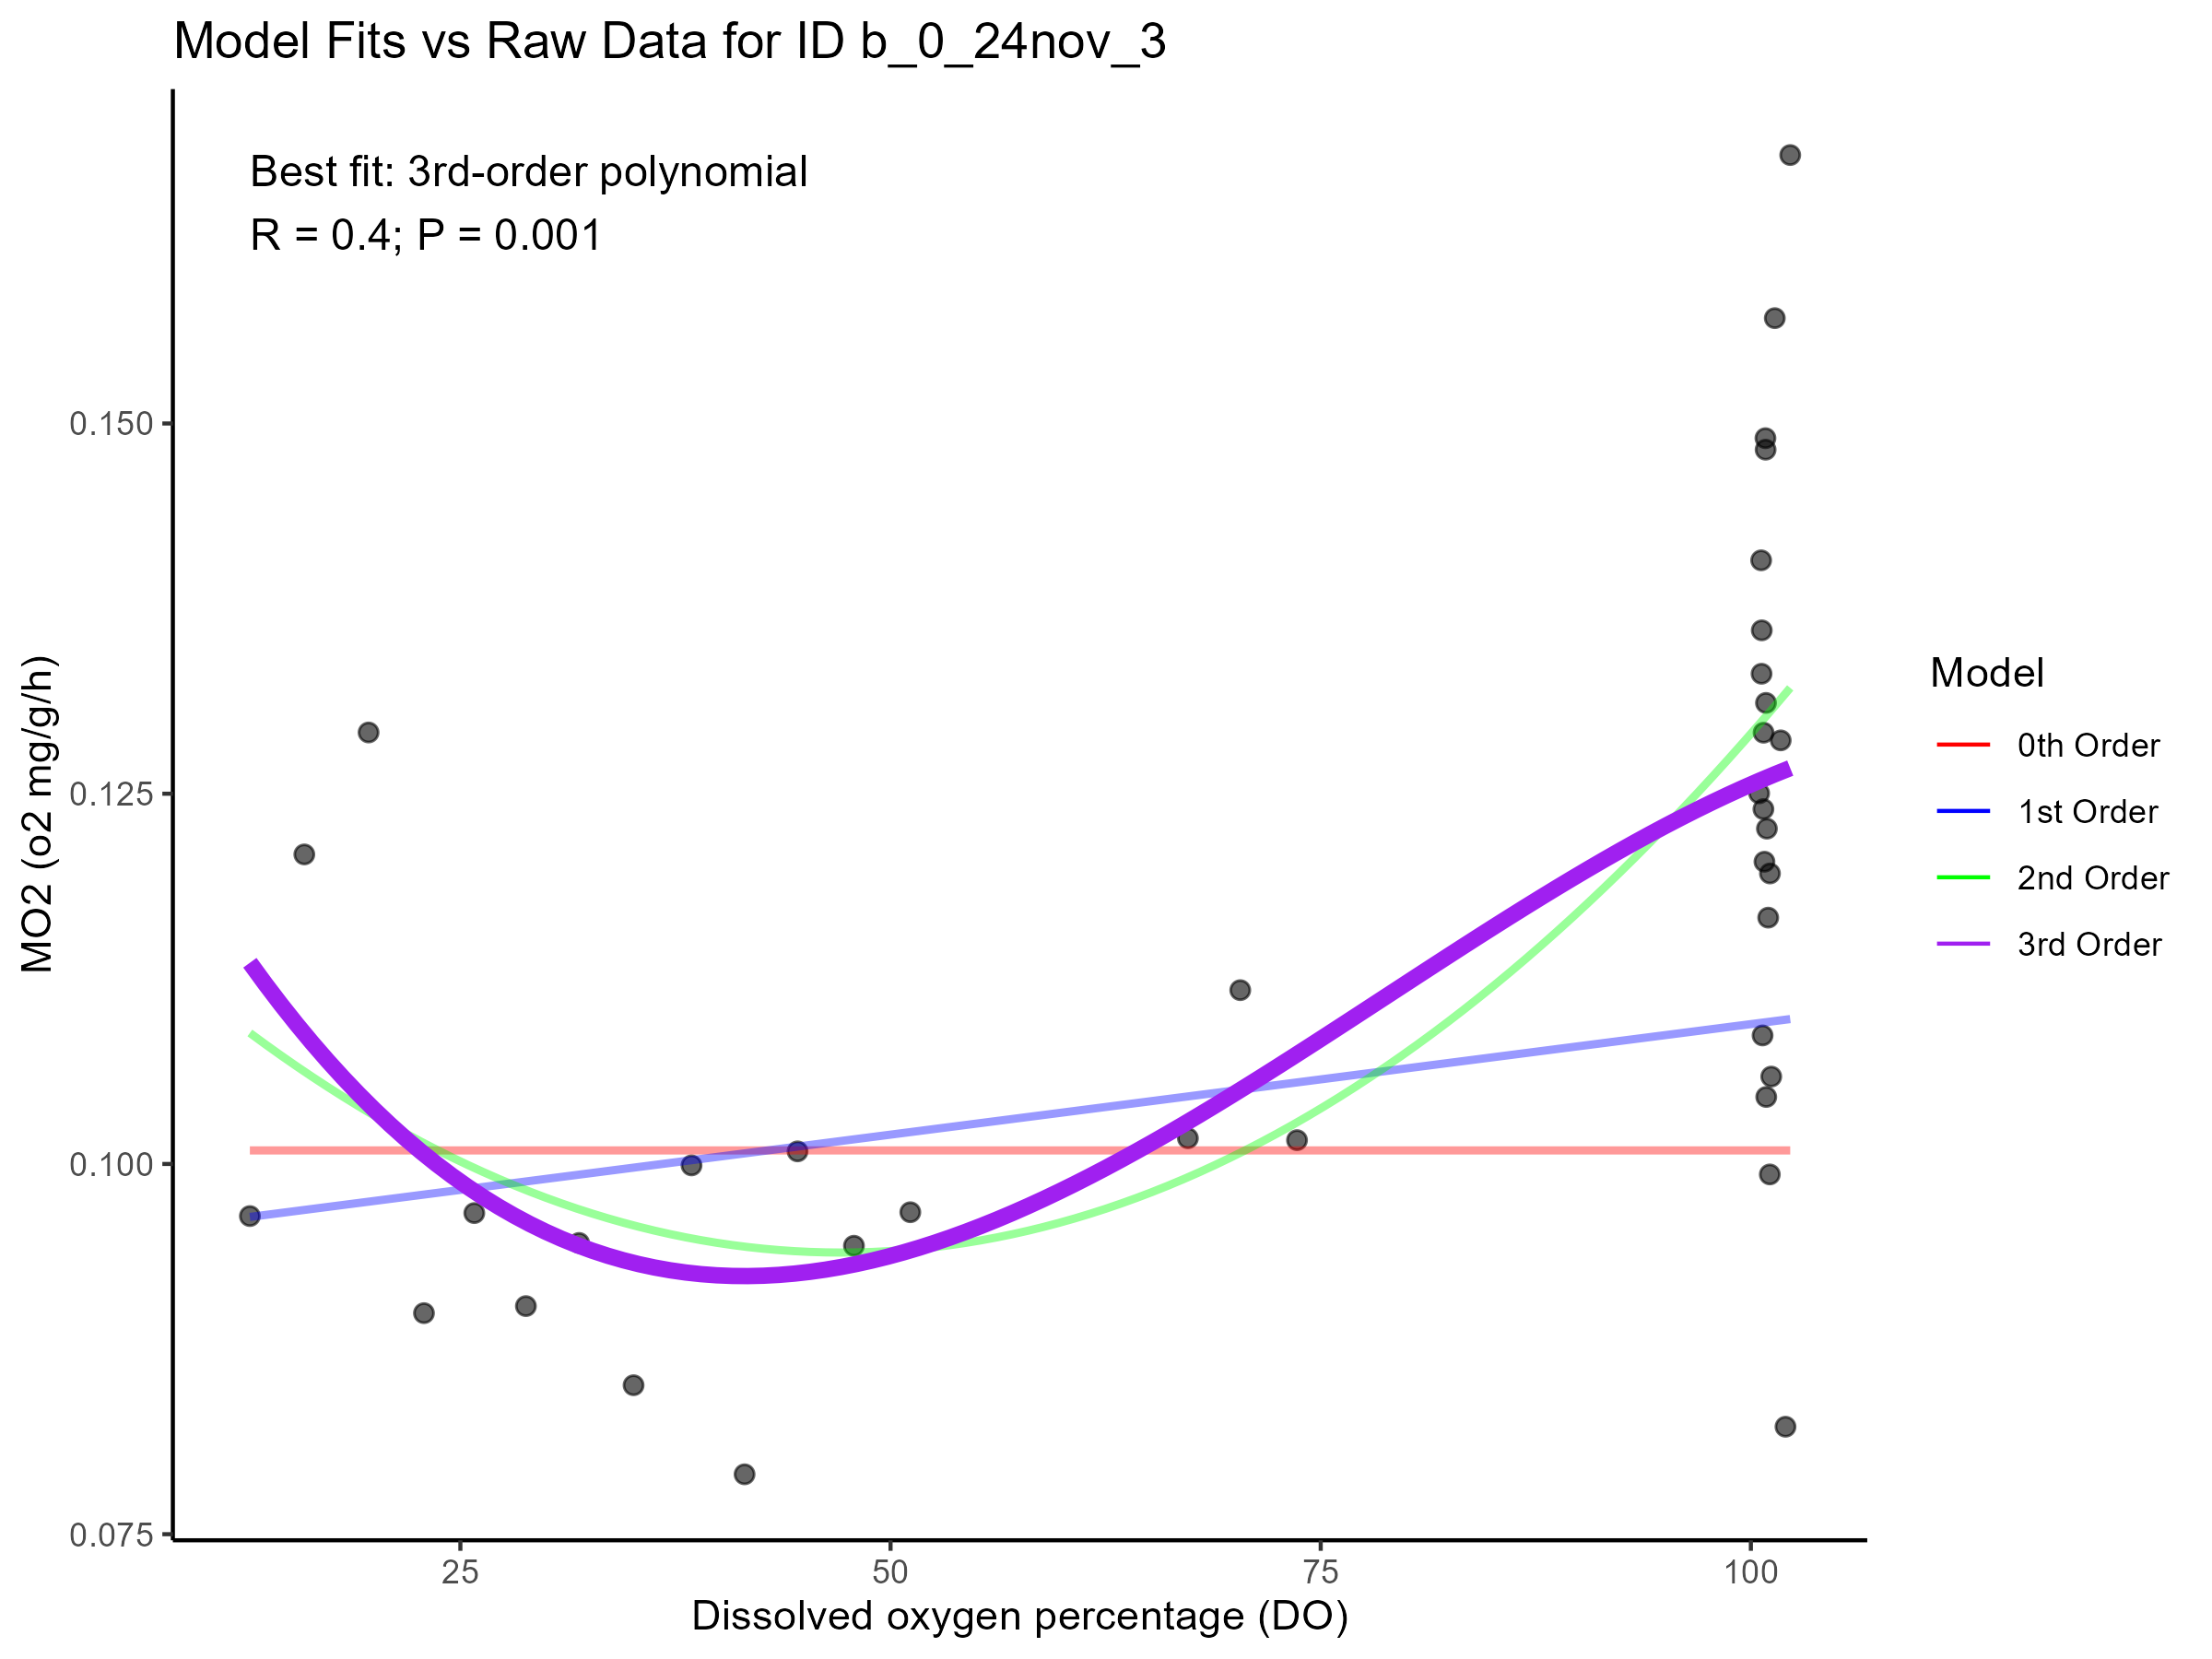 Model Fits vs Raw Data for ID b_0_24nov_3
Best fit: 3rd-order polynomial
R = 0.4; P = 0.001
MO2 (o2 mg/g/h)
0.150
0.125
0.100
0.075
25
50
75
100
Dissolved oxygen percentage (DO)
Model
0th Order
1st Order
2nd Order
3rd Order